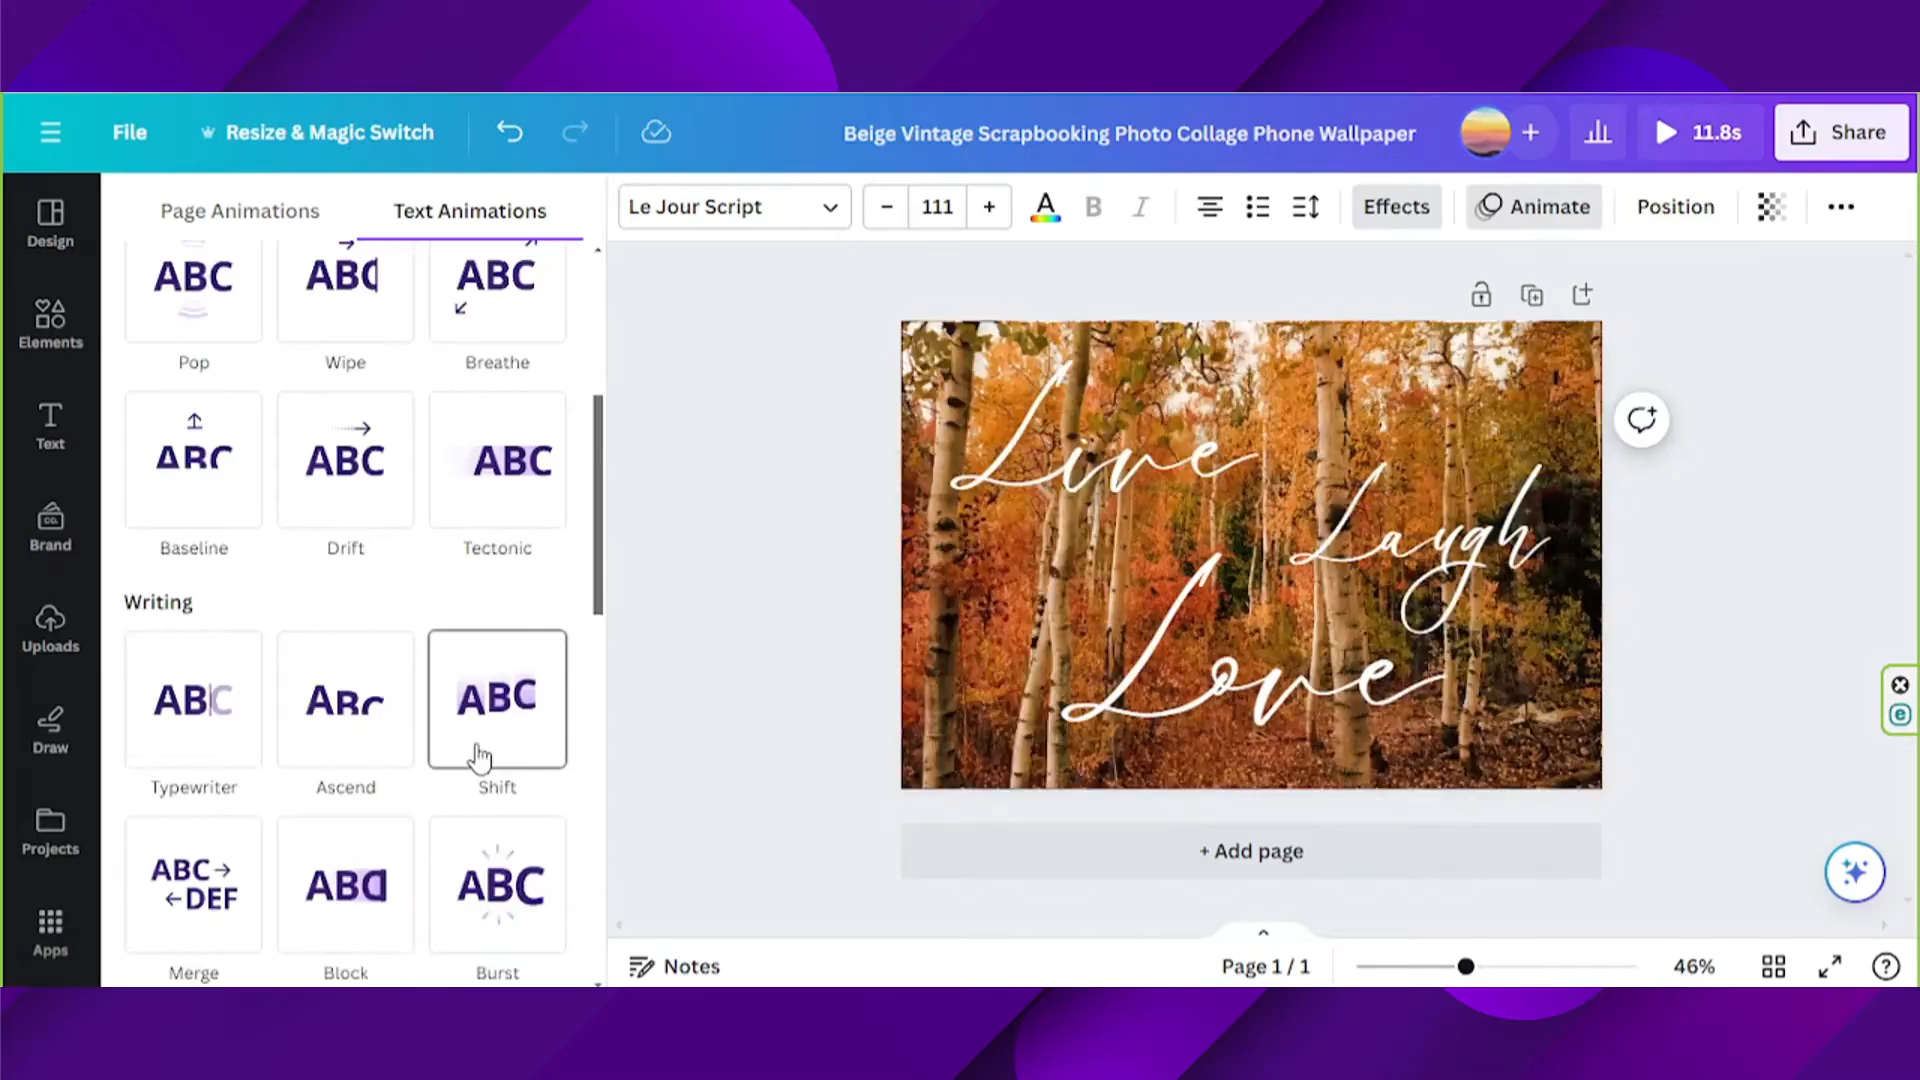 File
Resize & Magic Switch
Beige Vintage Scrapbooking Photo Collage Phone Wallpaper
+
11.8s
Share
Design
Elements
Text
Brand
CO.
Uploads
Draw
Projects
Apps
Page Animations
Text Animations
ABC
ABC
ABC
Pop
Wipe
Breathe
ABC
ABC
ABC
Baseline
Drift
Tectonic
Writing
ABC
ABC
ABC
Typewriter
Ascend
Shift
ABC→
←DEF
ABC
ABC
Merge
Block
Burst
Le Jour Script
− 111 +
A
B
I
Effects
Animate
Position
Live
Laugh
Love
+ Add page
Notes
Page 1 / 1
46%
?
e